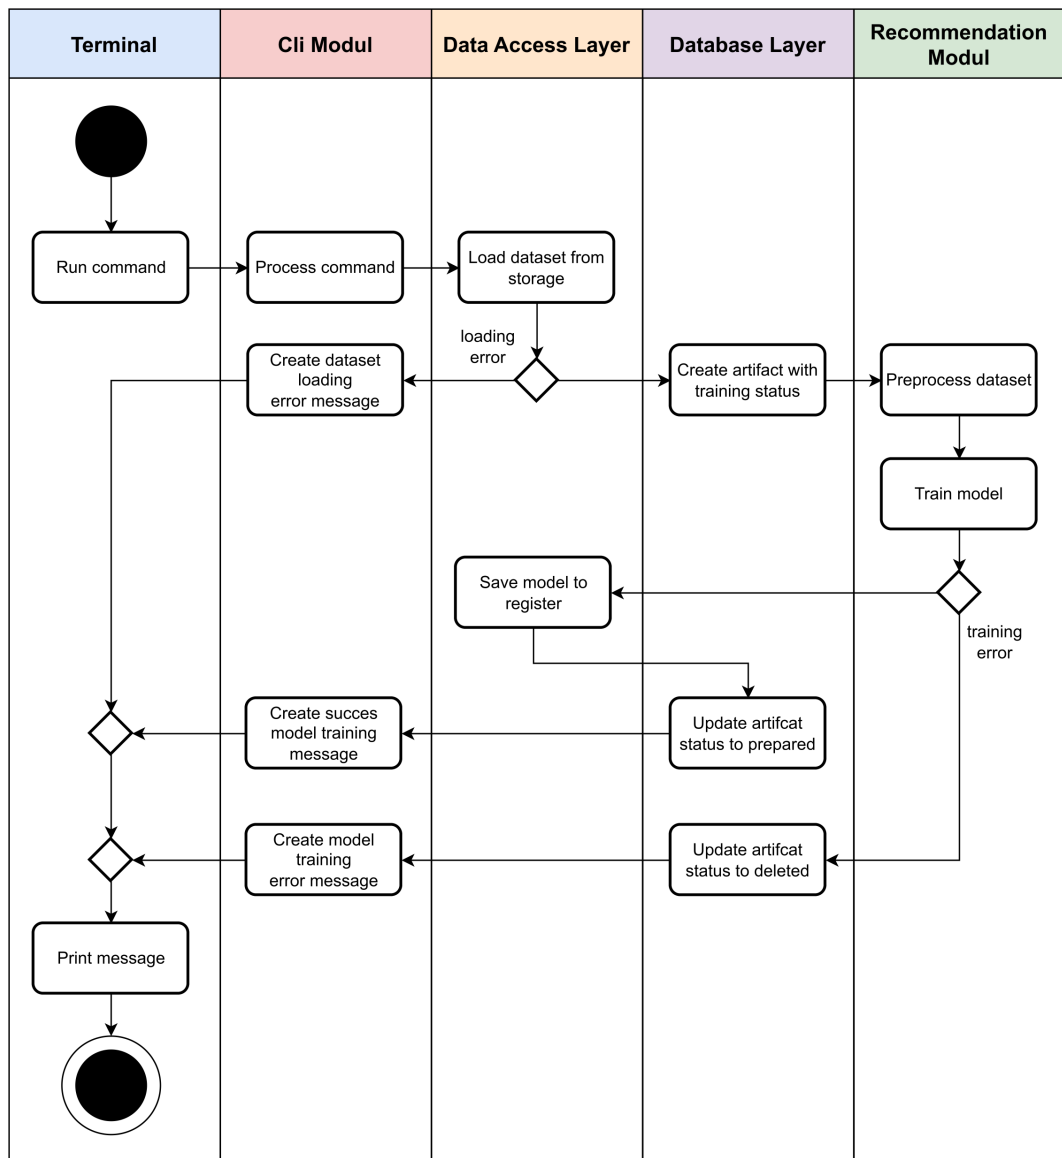 Terminal
Cli Modul
Data Access Layer
Database Layer
Recommendation
Modul
Run command
Process command
Load dataset from
storage
loading
error
Create dataset
loading
error message
Create artifact with
training status
Preprocess dataset
Train model
Save model to
register
training
error
Create succes
model training
message
Update artifcat
status to prepared
Create model
training
error message
Update artifcat
status to deleted
Print message